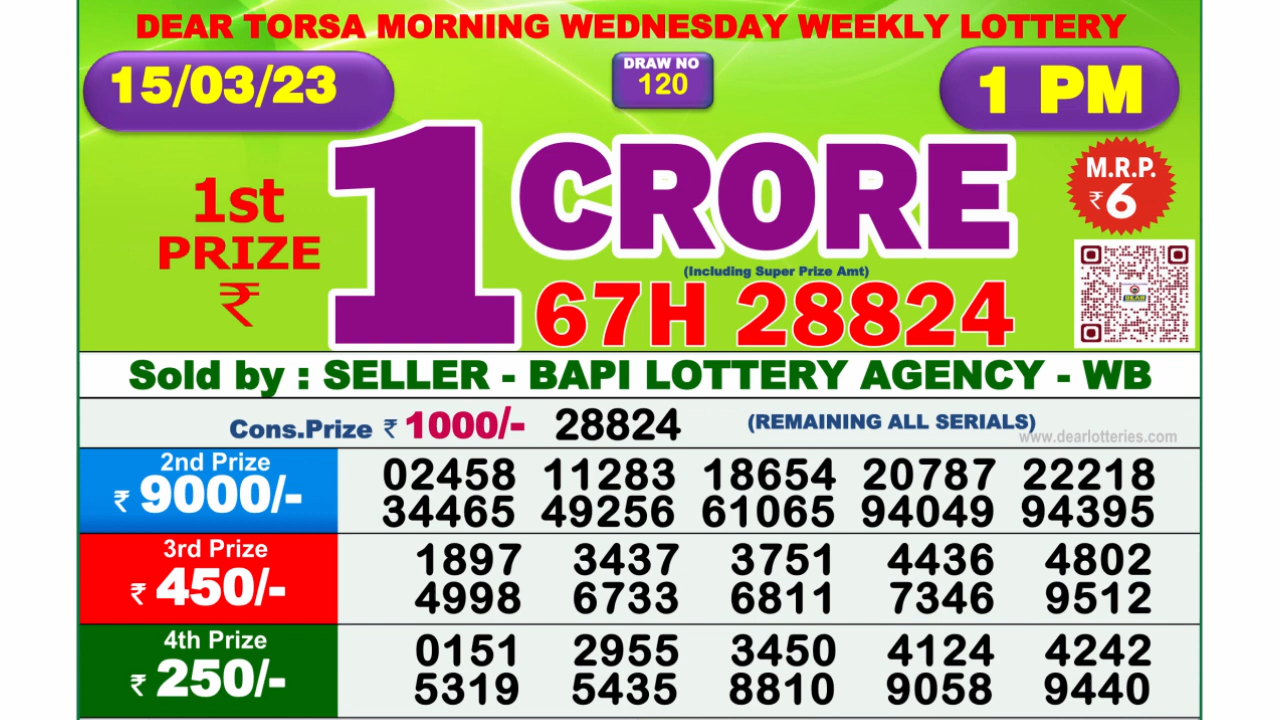 DEAR TORSA MORNING WEDNESDAY WEEKLY LOTTERY
15/03/23
DRAW NO
120
1 PM
1st
PRIZE
₹
1 CRORE
(Including Super Prize Amt)
67H 28824
M.R.P.
₹ 6
DEAR
Sold by : SELLER - BAPI LOTTERY AGENCY - WB
Cons.Prize ₹ 1000/- 28824 (REMAINING ALL SERIALS)
www.dearlotteries.com
2nd Prize
₹ 9000/-
02458 11283 18654 20787 22218
34465 49256 61065 94049 94395
3rd Prize
₹ 450/-
1897 3437 3751 4436 4802
4998 6733 6811 7346 9512
4th Prize
₹ 250/-
0151 2955 3450 4124 4242
5319 5435 8810 9058 9440